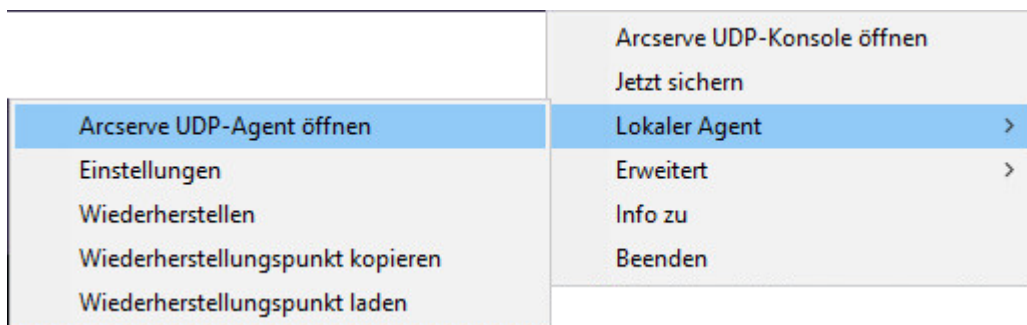 Arcserve UDP-Konsole öffnen
Jetzt sichern
Lokaler Agent
Erweitert
Info zu
Beenden
Arcserve UDP-Agent öffnen
Einstellungen
Wiederherstellen
Wiederherstellungspunkt kopieren
Wiederherstellungspunkt laden